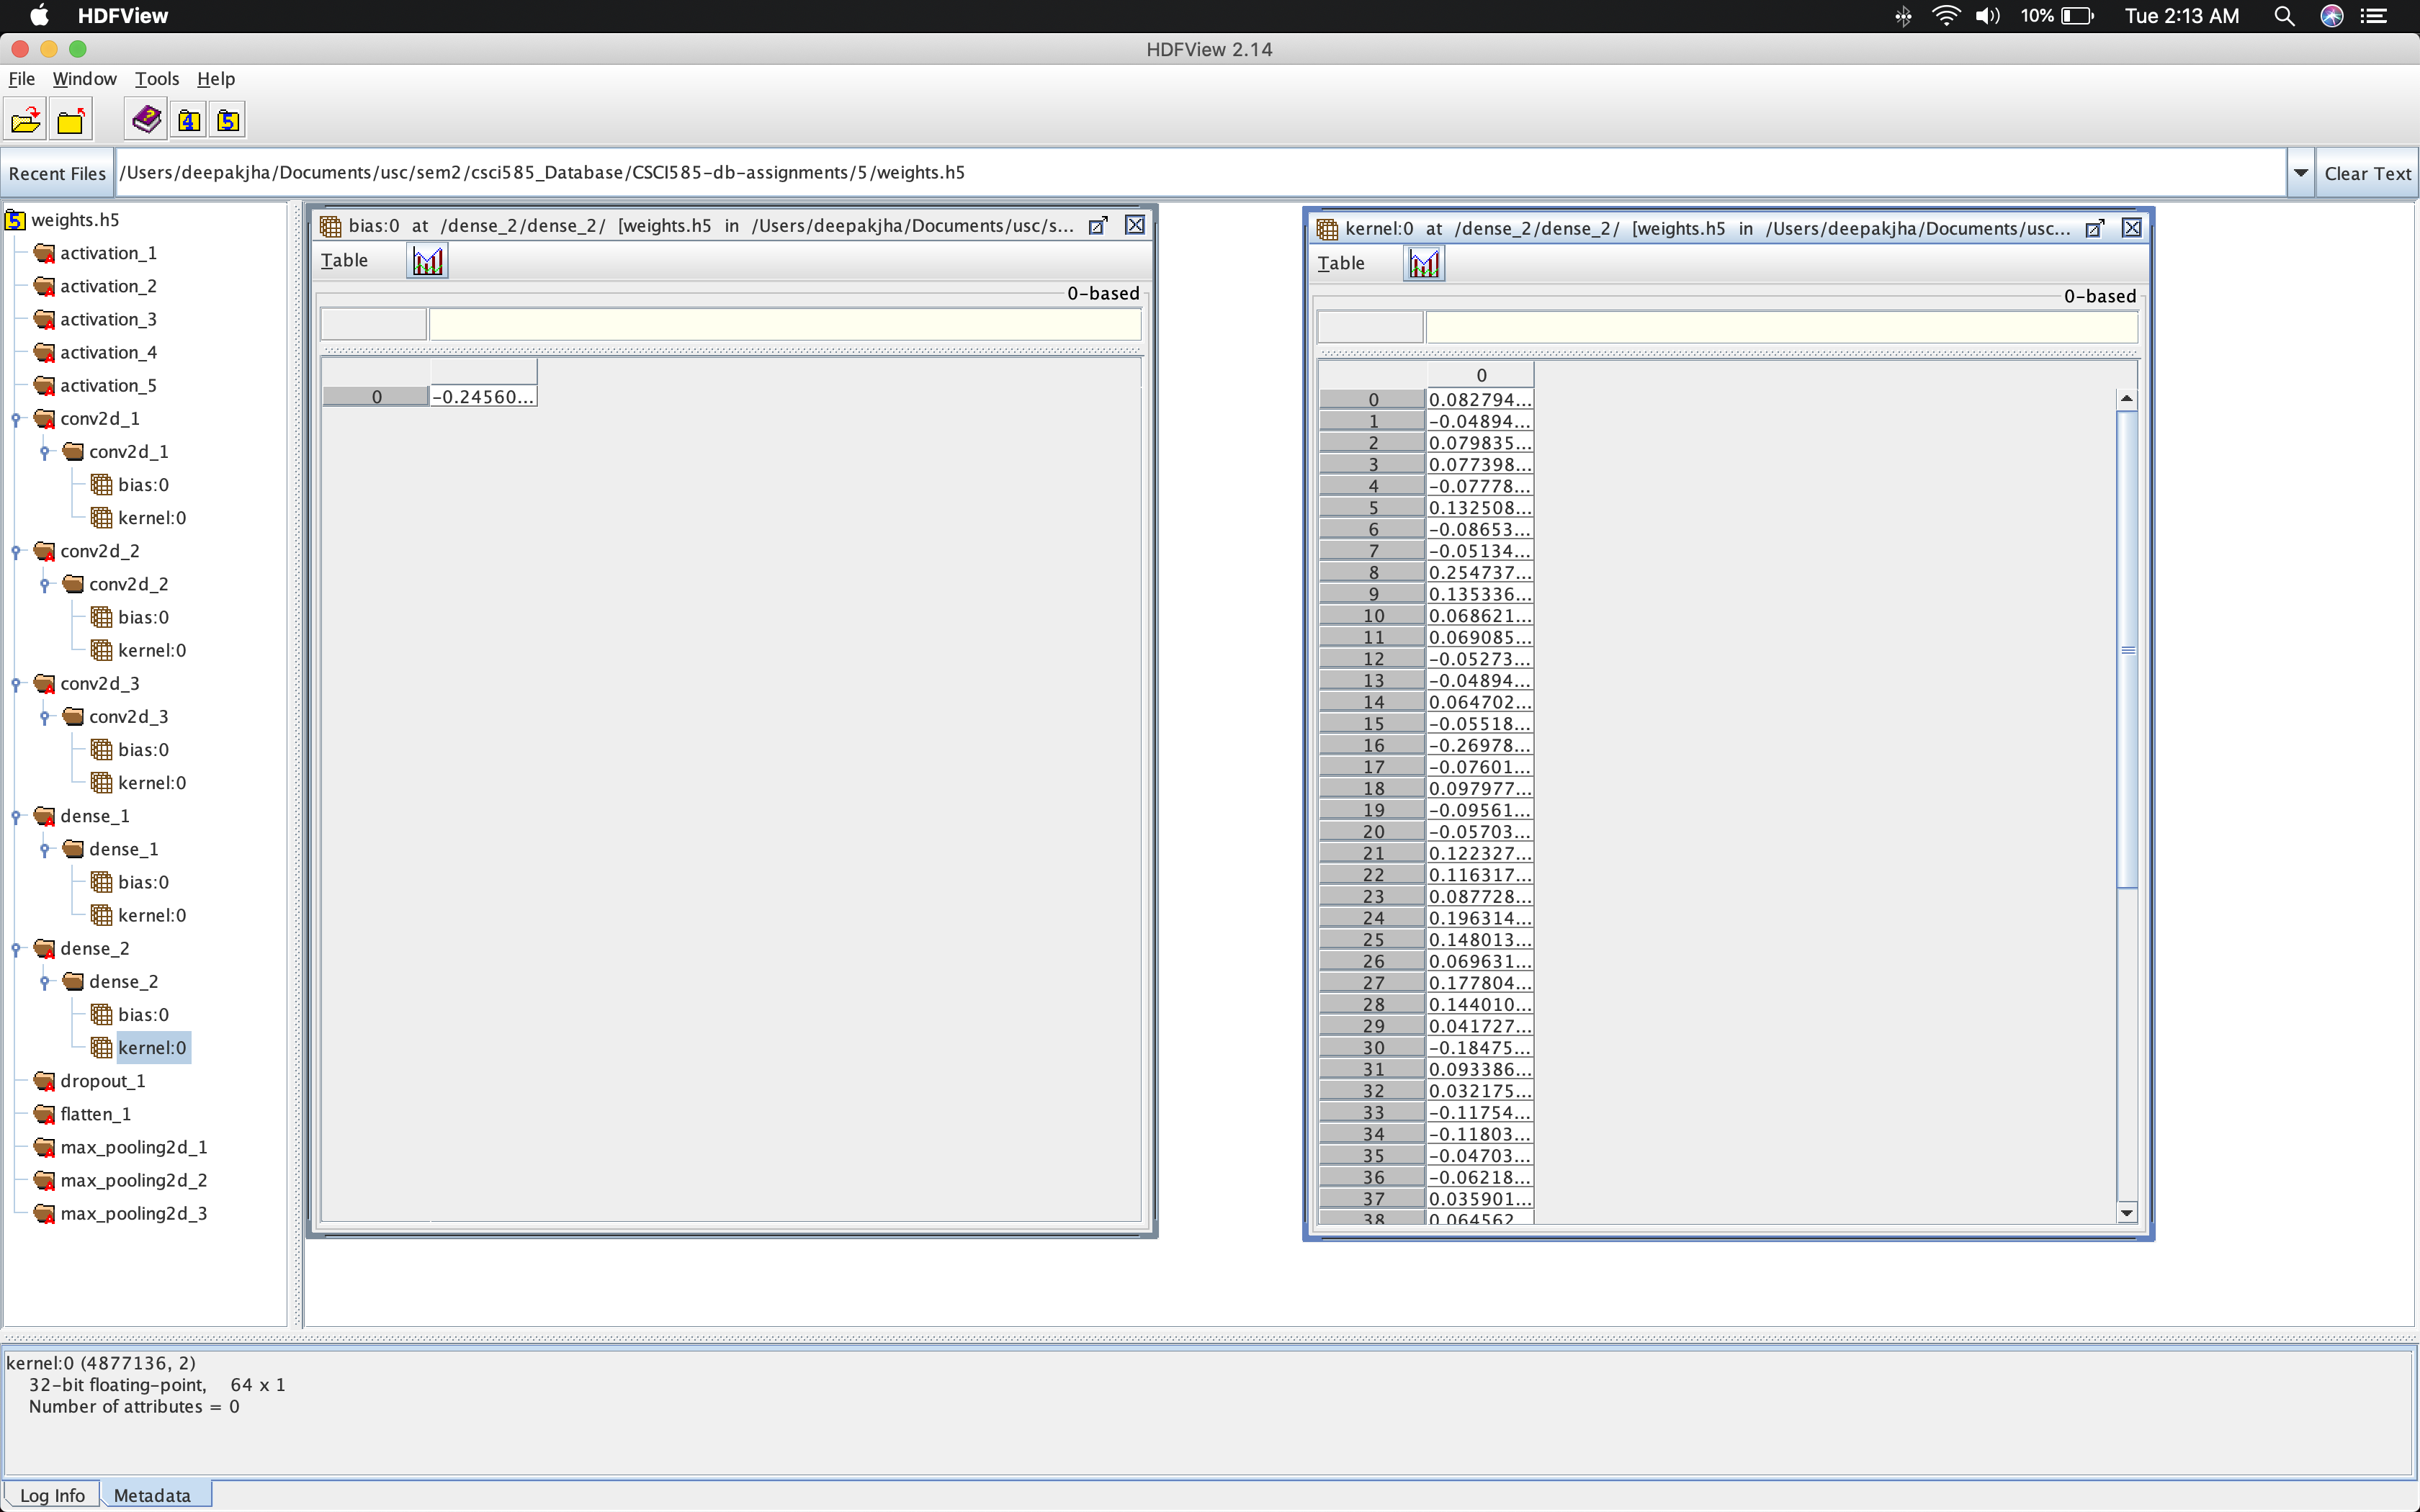 HDFView
10%
Tue 2:13 AM
HDFView 2.14
File Window Tools Help
4 5
Recent Files
/Users/deepakjha/Documents/usc/sem2/csci585_Database/CSCI585-db-assignments/5/weights.h5
Clear Text
5 weights.h5
activation_1
activation_2
activation_3
activation_4
activation_5
conv2d_1
conv2d_1
bias:0
kernel:0
conv2d_2
conv2d_2
bias:0
kernel:0
conv2d_3
conv2d_3
bias:0
kernel:0
dense_1
dense_1
bias:0
kernel:0
dense_2
dense_2
bias:0
kernel:0
dropout_1
flatten_1
max_pooling2d_1
max_pooling2d_2
max_pooling2d_3
bias:0 at /dense_2/dense_2/ [weights.h5 in /Users/deepakjha/Documents/usc/s...
Table
0-based
0 -0.24560...
kernel:0 at /dense_2/dense_2/ [weights.h5 in /Users/deepakjha/Documents/usc...
Table
0-based
0
0 0.082794...
1 -0.04894...
2 0.079835...
3 0.077398...
4 -0.07778...
5 0.132508...
6 -0.08653...
7 -0.05134...
8 0.254737...
9 0.135336...
10 0.068621...
11 0.069085...
12 -0.05273...
13 -0.04894...
14 0.064702...
15 -0.05518...
16 -0.26978...
17 -0.07601...
18 0.097977...
19 -0.09561...
20 -0.05703...
21 0.122327...
22 0.116317...
23 0.087728...
24 0.196314...
25 0.148013...
26 0.069631...
27 0.177804...
28 0.144010...
29 0.041727...
30 -0.18475...
31 0.093386...
32 0.032175...
33 -0.11754...
34 -0.11803...
35 -0.04703...
36 -0.06218...
37 0.035901...
38 0.064562...
kernel:0 (4877136, 2)
32-bit floating-point, 64 x 1
Number of attributes = 0
Log Info Metadata